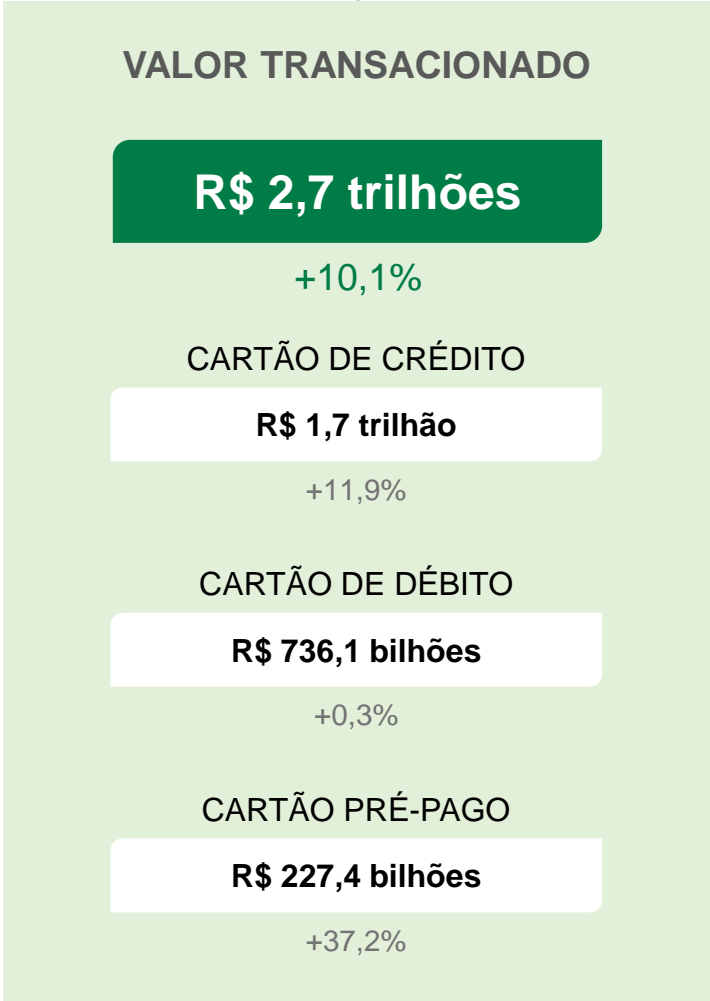 VALOR TRANSACIONADO
R$ 2,7 trilhões
+10,1%
CARTÃO DE CRÉDITO
R$ 1,7 trilhão
+11,9%
CARTÃO DE DÉBITO
R$ 736,1 bilhões
+0,3%
CARTÃO PRÉ-PAGO
R$ 227,4 bilhões
+37,2%